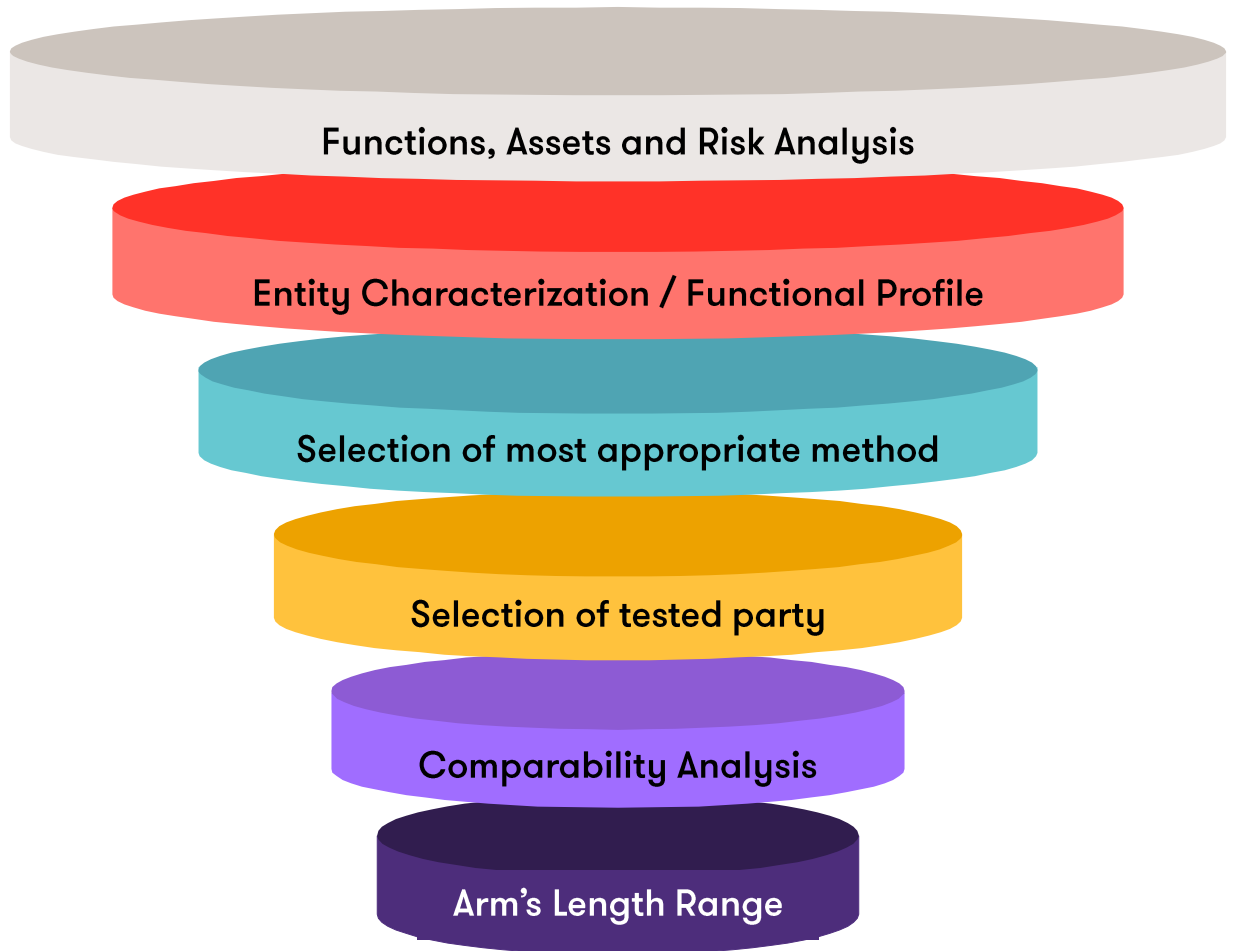 Functions, Assets and Risk Analysis
Entity Characterization / Functional Profile
Selection of most appropriate method
Selection of tested party
Comparability Analysis
Arm’s Length Range